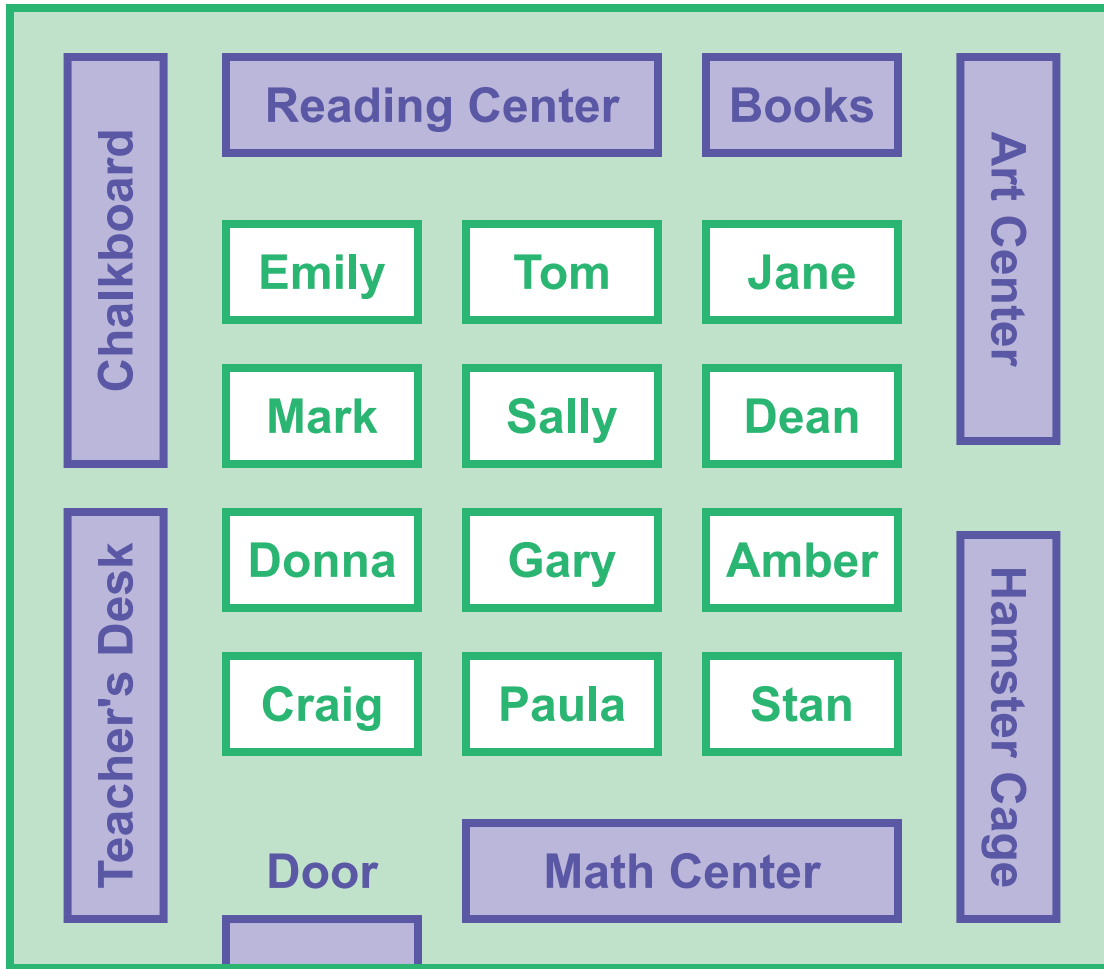 Chalkboard
Reading Center
Books
Art Center
Emily
Tom
Jane
Mark
Sally
Dean
Teacher's Desk
Donna
Gary
Amber
Hamster Cage
Craig
Paula
Stan
Door
Math Center